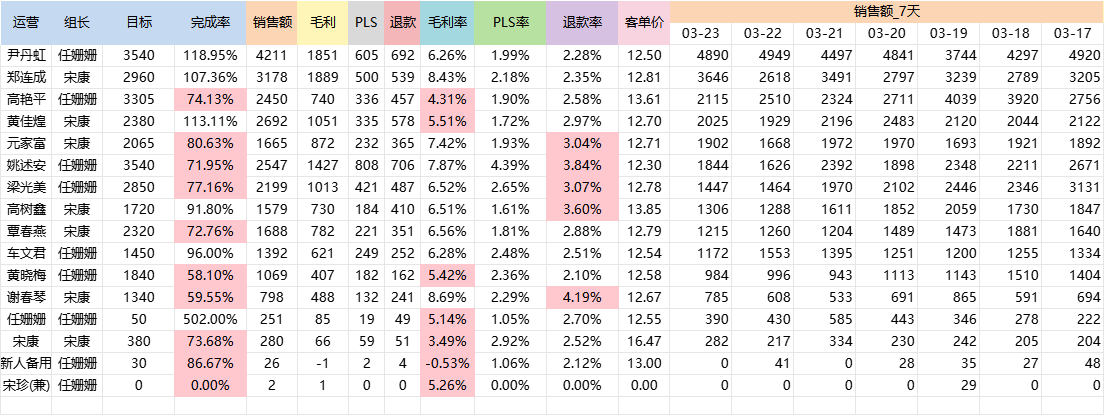 运营 组长 目标 完成率 销售额 毛利 PLS 退款 毛利率 PLS率 退款率 客单价 销售额_7天
03-23 03-22 03-21 03-20 03-19 03-18 03-17
尹丹虹 任姗姗 3540 118.95% 4211 1851 605 692 6.26% 1.99% 2.28% 12.50 4890 4949 4497 4841 3744 4297 4920
郑连成 宋康 2960 107.36% 3178 1889 500 539 8.43% 2.18% 2.35% 12.81 3646 2618 3491 2797 3239 2789 3205
高艳平 任姗姗 3305 74.13% 2450 740 336 457 4.31% 1.90% 2.58% 13.61 2115 2510 2324 2711 4039 3920 2756
黄佳煌 宋康 2380 113.11% 2692 1051 335 578 5.51% 1.72% 2.97% 12.70 2025 1929 2196 2483 2120 2044 2122
元家富 宋康 2065 80.63% 1665 872 232 365 7.42% 1.93% 3.04% 12.71 1902 1668 1972 1970 1693 1921 1892
姚述安 任姗姗 3540 71.95% 2547 1427 808 706 7.87% 4.39% 3.84% 12.30 1844 1626 2392 1898 2348 2211 2671
梁光美 任姗姗 2850 77.16% 2199 1013 421 487 6.52% 2.65% 3.07% 12.78 1447 1464 1970 2102 2446 2346 3131
高树鑫 宋康 1720 91.80% 1579 730 184 410 6.51% 1.61% 3.60% 13.85 1306 1288 1611 1852 2059 1730 1847
覃春燕 宋康 2320 72.76% 1688 782 221 351 6.56% 1.81% 2.88% 12.79 1215 1260 1204 1489 1473 1881 1640
车文君 任姗姗 1450 96.00% 1392 621 249 252 6.28% 2.48% 2.51% 12.54 1172 1553 1395 1251 1200 1255 1334
黄晓梅 任姗姗 1840 58.10% 1069 407 182 162 5.42% 2.36% 2.10% 12.58 984 996 943 1113 1143 1510 1404
谢春琴 宋康 1340 59.55% 798 488 132 241 8.69% 2.29% 4.19% 12.67 785 608 533 691 865 591 694
任姗姗 任姗姗 50 502.00% 251 85 19 49 5.14% 1.05% 2.70% 12.55 390 430 585 443 346 278 222
宋康 宋康 380 73.68% 280 66 59 51 3.49% 2.92% 2.52% 16.47 282 217 334 230 242 205 204
新人备用 任姗姗 30 86.67% 26 -1 2 4 -0.53% 1.06% 2.12% 13.00 0 41 0 28 35 27 48
宋珍(兼) 任姗姗 0 0.00% 2 1 0 0 5.26% 0.00% 0.00% 0.00 0 0 0 0 29 0 0